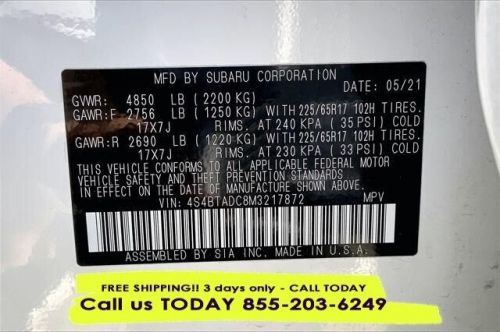 MFD BY SUBARU CORPORATION
DATE: 05/21
GVWR: 4850 LB (2200 KG)
GAWR:F 2756 LB (1250 KG) WITH 225/65R17 102H TIRES.
17X7J RIMS. AT 240 KPA (35 PSI) COLD
GAWR:R 2690 LB (1220 KG) WITH 225/65R17 102H TIRES.
17X7J RIMS. AT 230 KPA (33 PSI) COLD
THIS VEHICLE CONFORMS TO ALL APPLICABLE FEDERAL MOTOR
VEHICLE SAFETY, BUMPER, AND THEFT PREVENTION STANDARDS
IN EFFECT ON THE DATE OF MANUFACTURE SHOWN ABOVE.
VIN: 4S4BTADC8M3217872 MPV
ASSEMBLED BY SIA INC. IN U.S.A.
FREE SHIPPING!! 3 days only - CALL TODAY
Call us TODAY 855-203-6249